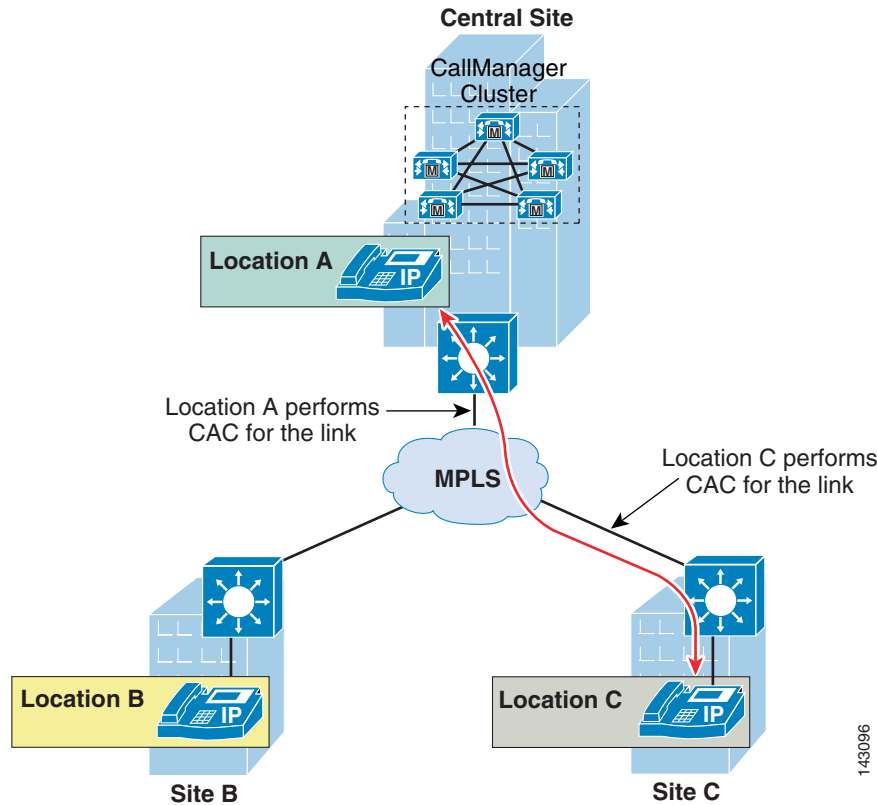 Central Site
CallManager
Cluster
M
M
M
M
M
Location A
IP
Location A performs
CAC for the link
MPLS
Location C performs
CAC for the link
Location B
IP
Location C
IP
Site B
Site C
143096